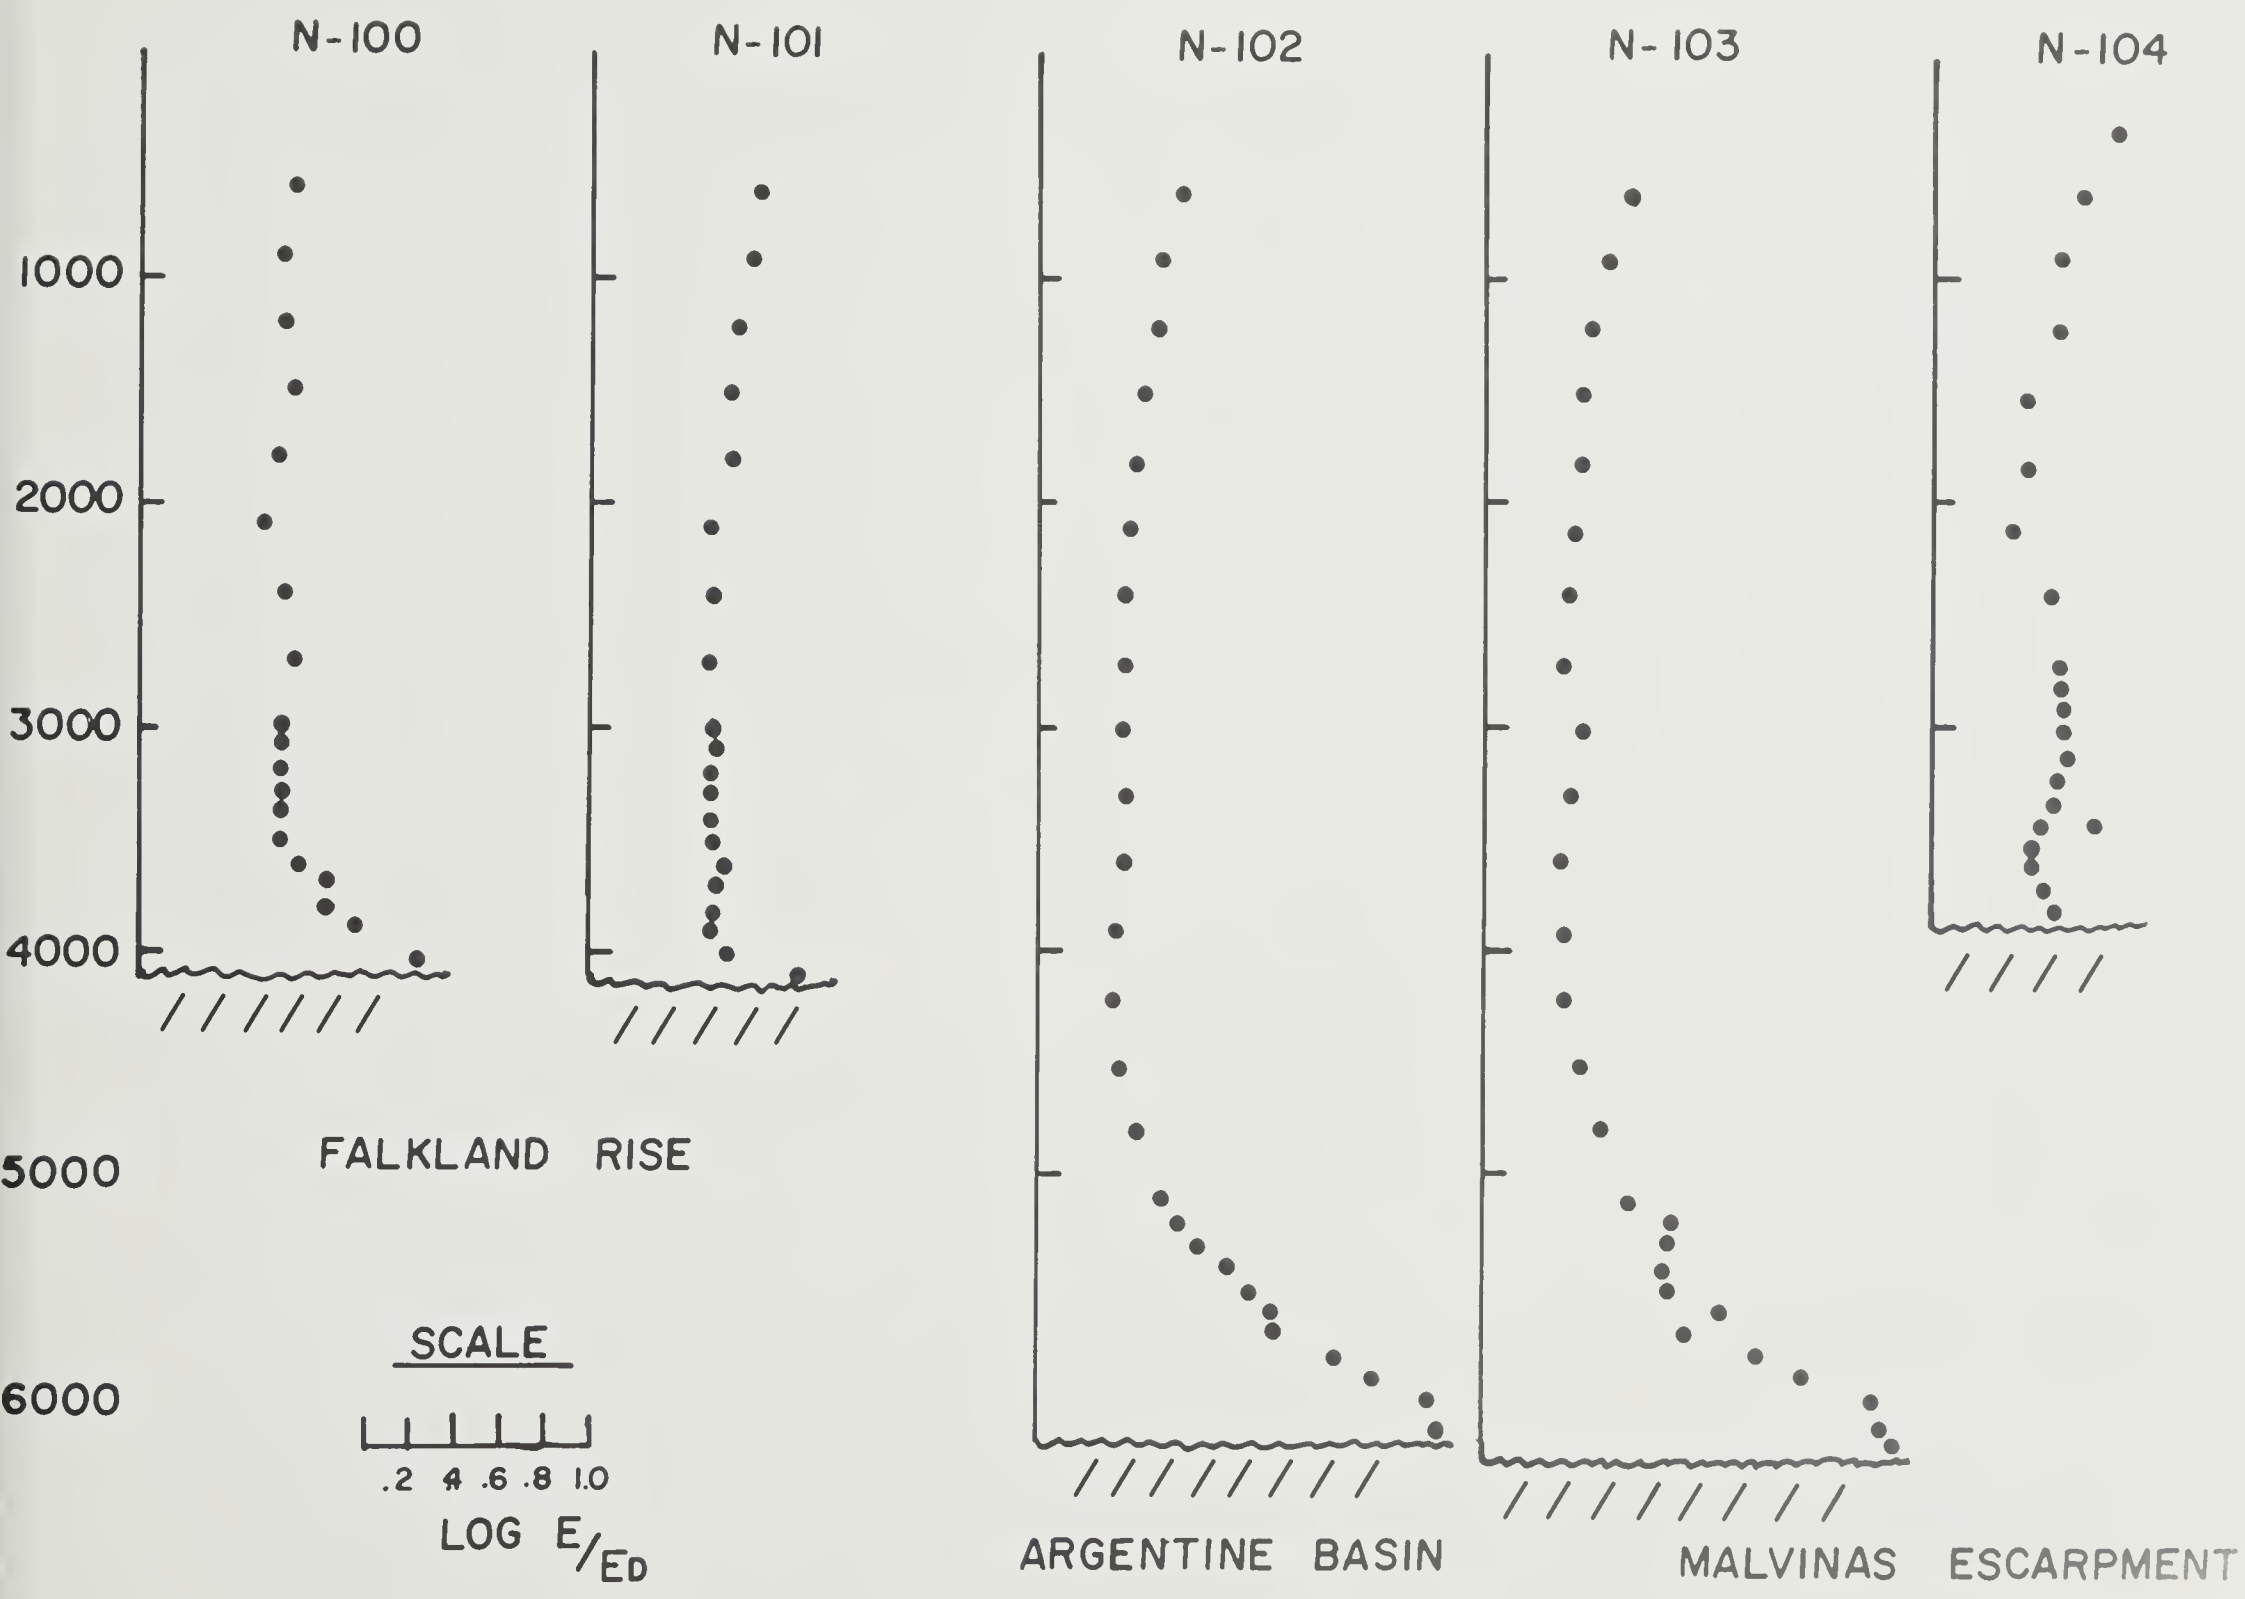 N-100 N-101 N-102 N-103 N-104
1000
2000
3000
4000
FALKLAND RISE
5000
SCALE
6000
.2 .4 .6 .8 1.0
LOG E/ED
ARGENTINE BASIN
MALVINAS ESCARPMENT